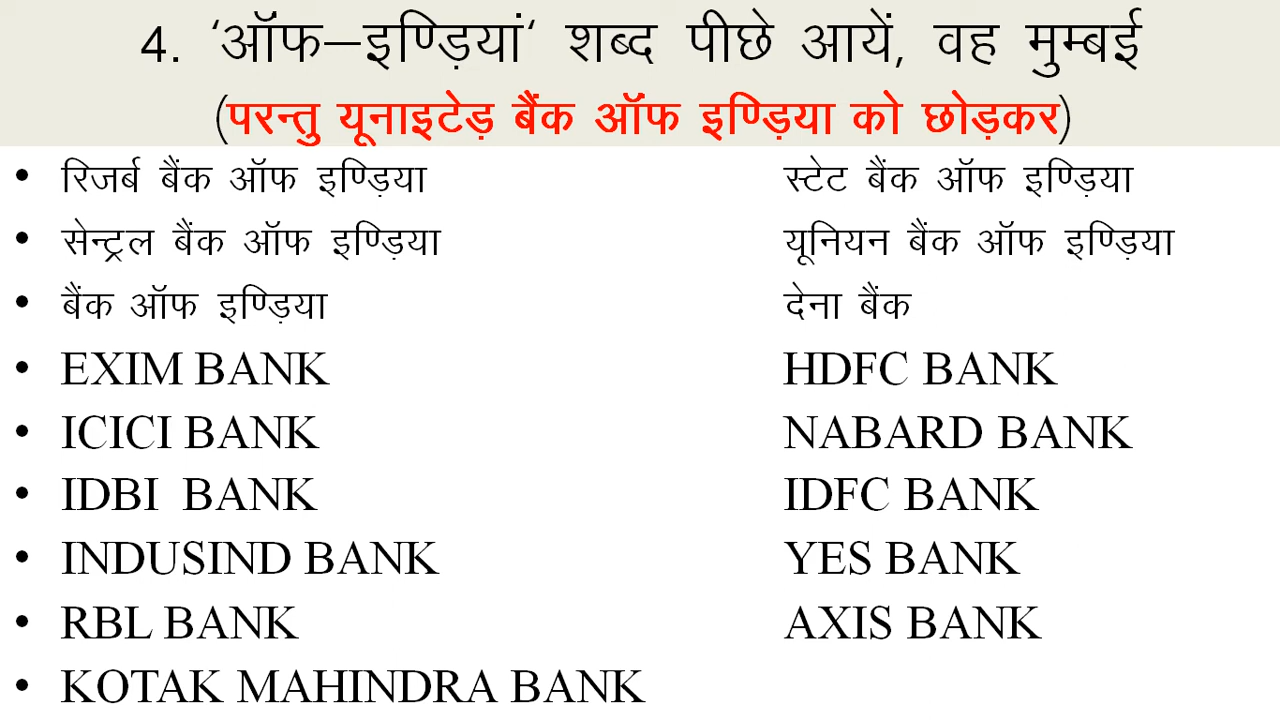 4. ‘ऑफ–इण्ड़ियां‘ शब्द पीछे आयें, वह मुम्बई
(परन्तु यूनाइटेड़ बैंक ऑफ इण्ड़िया को छोड़कर)
• रिजर्ब बैंक ऑफ इण्ड़िया स्टेट बैंक ऑफ इण्ड़िया
• सेन्ट्रल बैंक ऑफ इण्ड़िया यूनियन बैंक ऑफ इण्ड़िया
• बैंक ऑफ इण्ड़िया देना बैंक
• EXIM BANK HDFC BANK
• ICICI BANK NABARD BANK
• IDBI BANK IDFC BANK
• INDUSIND BANK YES BANK
• RBL BANK AXIS BANK
• KOTAK MAHINDRA BANK